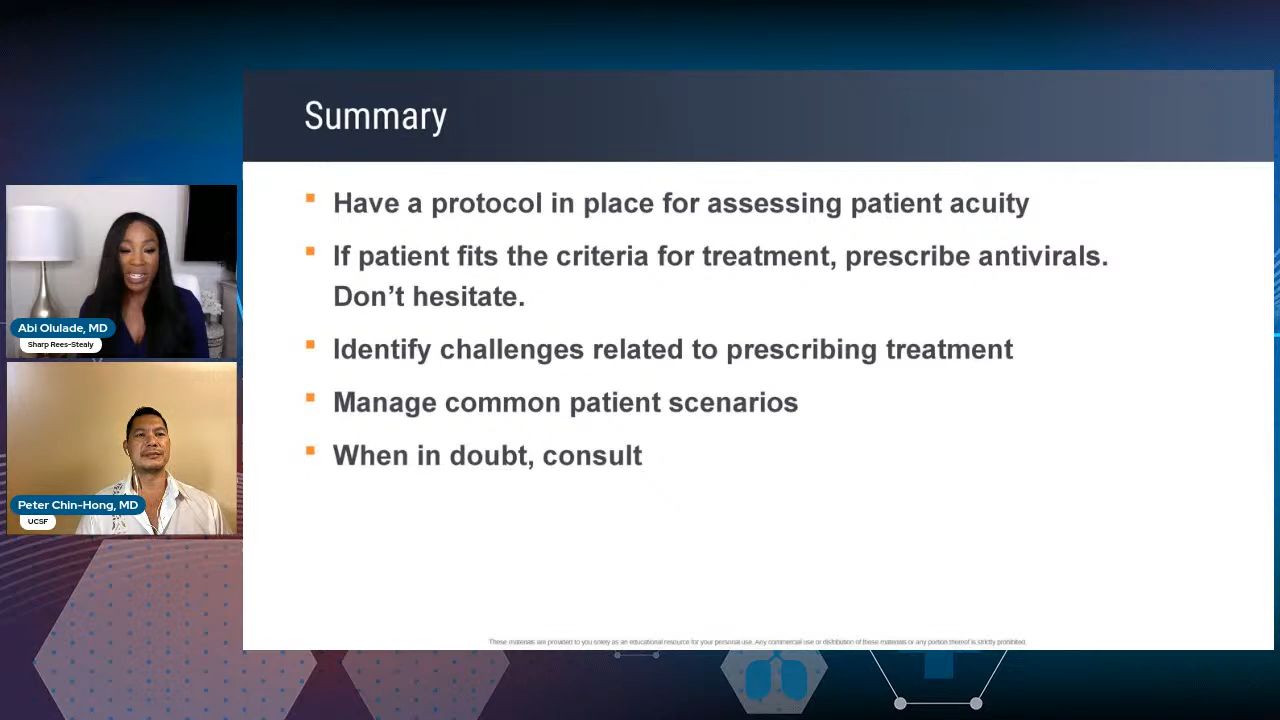 Summary
Have a protocol in place for assessing patient acuity
If patient fits the criteria for treatment, prescribe antivirals.
Don’t hesitate.
Identify challenges related to prescribing treatment
Manage common patient scenarios
When in doubt, consult
Abi Olulade, MD
Sharp Rees-Stealy
Peter Chin-Hong, MD
UCSF
These materials are provided to you solely as an educational resource for your personal use. Any commercial use or distribution of these materials or any portion thereof is strictly prohibited.